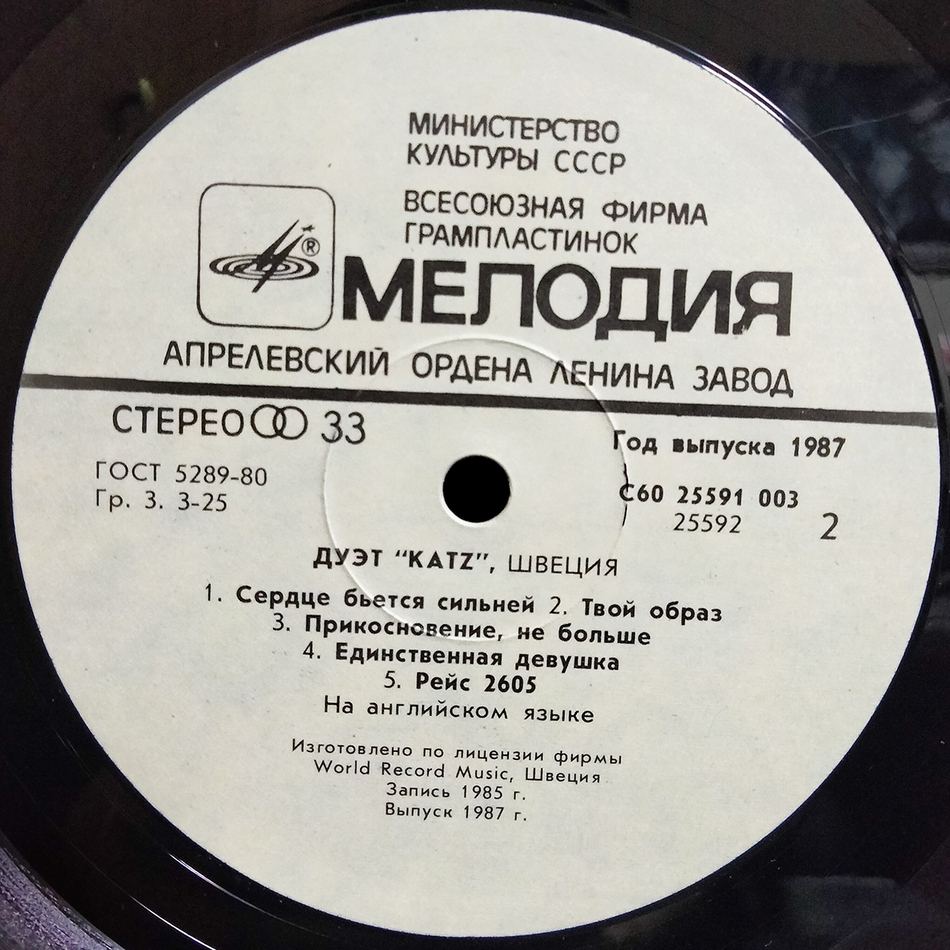 МИНИСТЕРСТВО
КУЛЬТУРЫ СССР
ВСЕСОЮЗНАЯ ФИРМА
ГРАМПЛАСТИНОК
®
МЕЛОДИЯ
АПРЕЛЕВСКИЙ ОРДЕНА ЛЕНИНА ЗАВОД
СТЕРЕО 33
Год выпуска 1987
ГОСТ 5289-80
Гр. 3. 3-25
С60 25591 003
25592
2
ДУЭТ "KATZ", ШВЕЦИЯ
1. Сердце бьется сильней 2. Твой образ
3. Прикосновение, не больше
4. Единственная девушка
5. Рейс 2605
На английском языке
Изготовлено по лицензии фирмы
World Record Music, Швеция
Запись 1985 г.
Выпуск 1987 г.